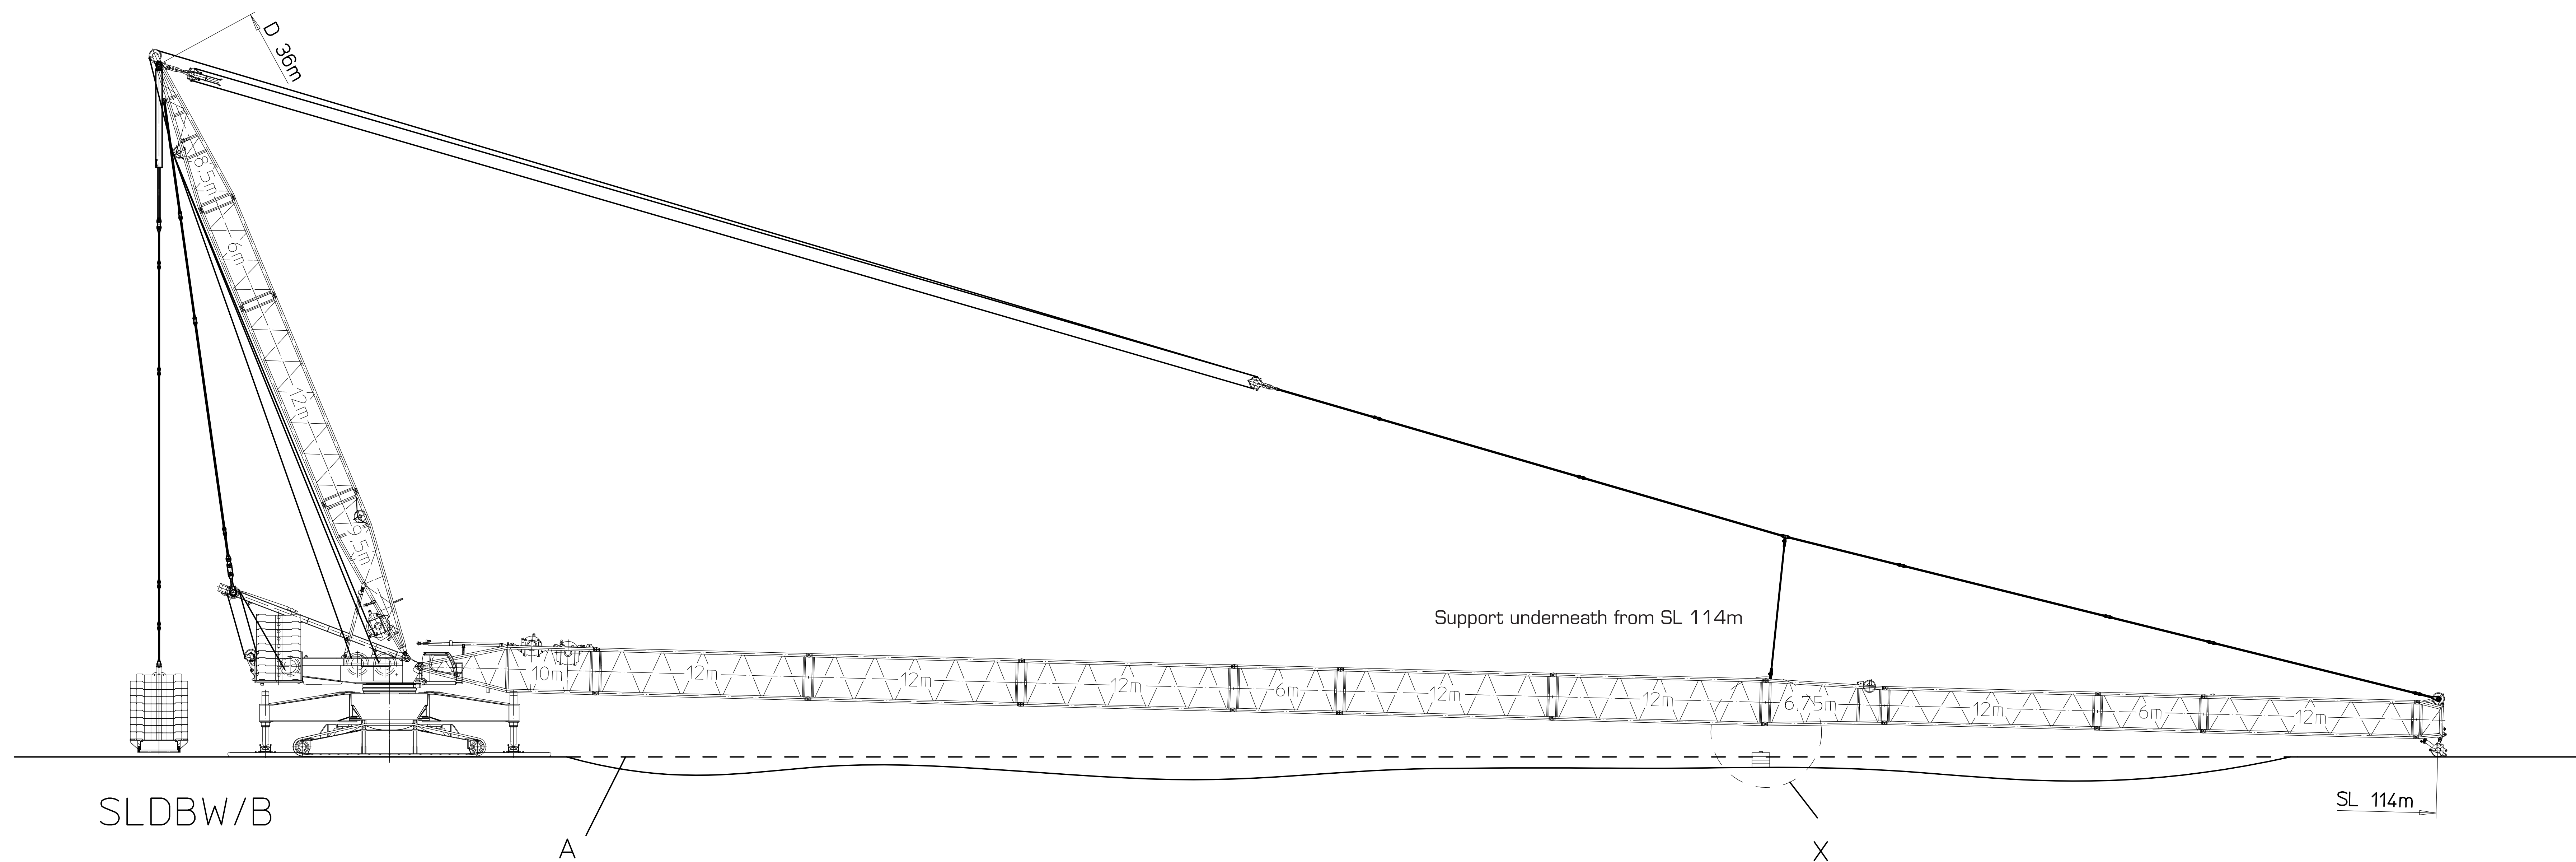 D 36m
8,5m
6m
12m
9,5m
Support underneath from SL 114m
10m
12m
12m
12m
6m
12m
12m
6,75m
12m
6m
12m
SL 114m
SLDBW/B
A
X